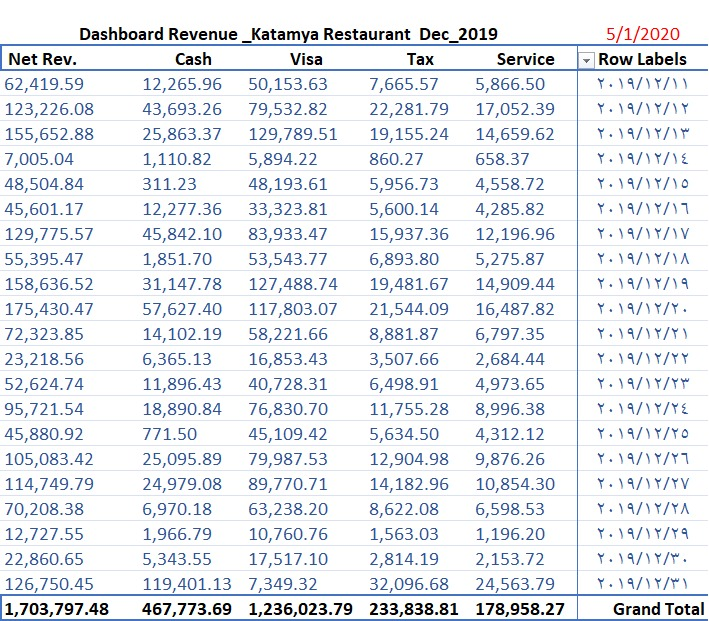 Dashboard Revenue _Katamya Restaurant Dec_2019 5/1/2020
Net Rev. Cash Visa Tax Service Row Labels
62,419.59 12,265.96 50,153.63 7,665.57 5,866.50 ٢٠١٩/١٢/١١
123,226.08 43,693.26 79,532.82 22,281.79 17,052.39 ٢٠١٩/١٢/١٢
155,652.88 25,863.37 129,789.51 19,155.24 14,659.62 ٢٠١٩/١٢/١٣
7,005.04 1,110.82 5,894.22 860.27 658.37 ٢٠١٩/١٢/١٤
48,504.84 311.23 48,193.61 5,956.73 4,558.72 ٢٠١٩/١٢/١٥
45,601.17 12,277.36 33,323.81 5,600.14 4,285.82 ٢٠١٩/١٢/١٦
129,775.57 45,842.10 83,933.47 15,937.36 12,196.96 ٢٠١٩/١٢/١٧
55,395.47 1,851.70 53,543.77 6,893.80 5,275.87 ٢٠١٩/١٢/١٨
158,636.52 31,147.78 127,488.74 19,481.67 14,909.44 ٢٠١٩/١٢/١٩
175,430.47 57,627.40 117,803.07 21,544.09 16,487.82 ٢٠١٩/١٢/٢٠
72,323.85 14,102.19 58,221.66 8,881.87 6,797.35 ٢٠١٩/١٢/٢١
23,218.56 6,365.13 16,853.43 3,507.66 2,684.44 ٢٠١٩/١٢/٢٢
52,624.74 11,896.43 40,728.31 6,498.91 4,973.65 ٢٠١٩/١٢/٢٣
95,721.54 18,890.84 76,830.70 11,755.28 8,996.38 ٢٠١٩/١٢/٢٤
45,880.92 771.50 45,109.42 5,634.50 4,312.12 ٢٠١٩/١٢/٢٥
105,083.42 25,095.89 79,987.53 12,904.98 9,876.26 ٢٠١٩/١٢/٢٦
114,749.79 24,979.08 89,770.71 14,182.96 10,854.30 ٢٠١٩/١٢/٢٧
70,208.38 6,970.18 63,238.20 8,622.08 6,598.53 ٢٠١٩/١٢/٢٨
12,727.55 1,966.79 10,760.76 1,563.03 1,196.20 ٢٠١٩/١٢/٢٩
22,860.65 5,343.55 17,517.10 2,814.19 2,153.72 ٢٠١٩/١٢/٣٠
126,750.45 119,401.13 7,349.32 32,096.68 24,563.79 ٢٠١٩/١٢/٣١
1,703,797.48 467,773.69 1,236,023.79 233,838.81 178,958.27 Grand Total